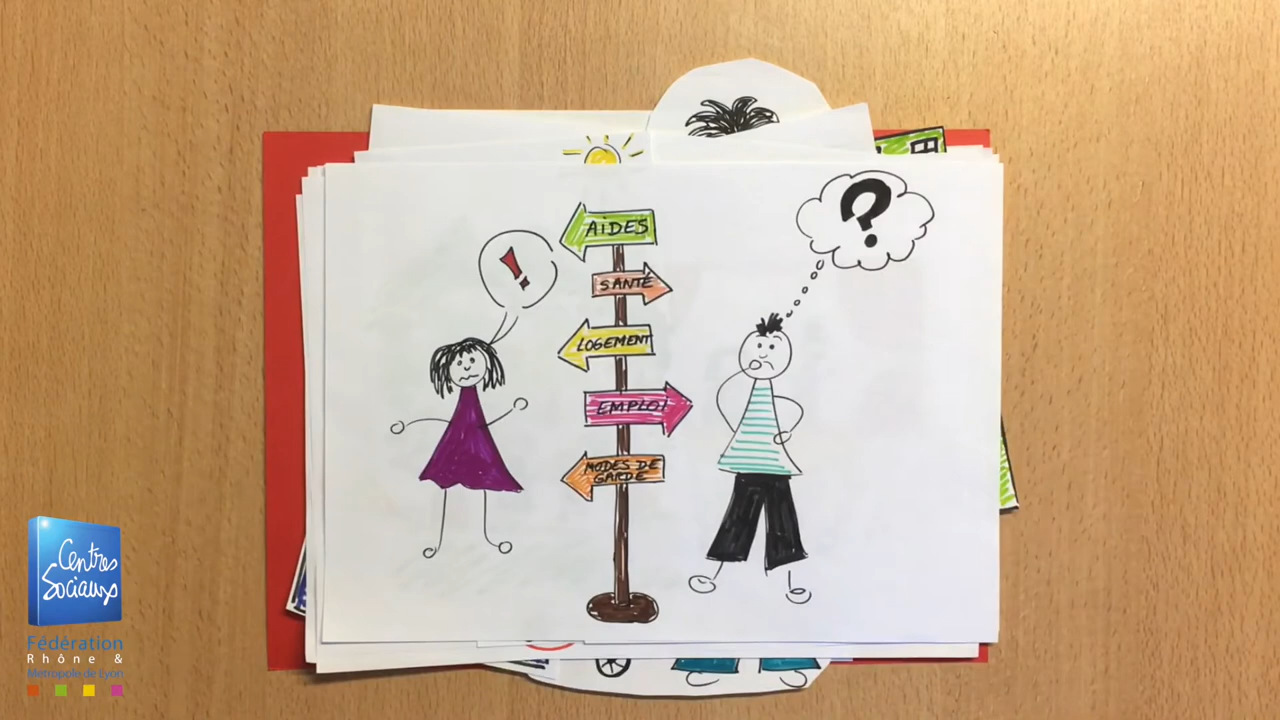 !
?
AIDES
SANTÉ
LOGEMENT
EMPLOI
MODES DE
GARDE
Centres
Sociaux
Fédération
Rhône &
Métropole de Lyon